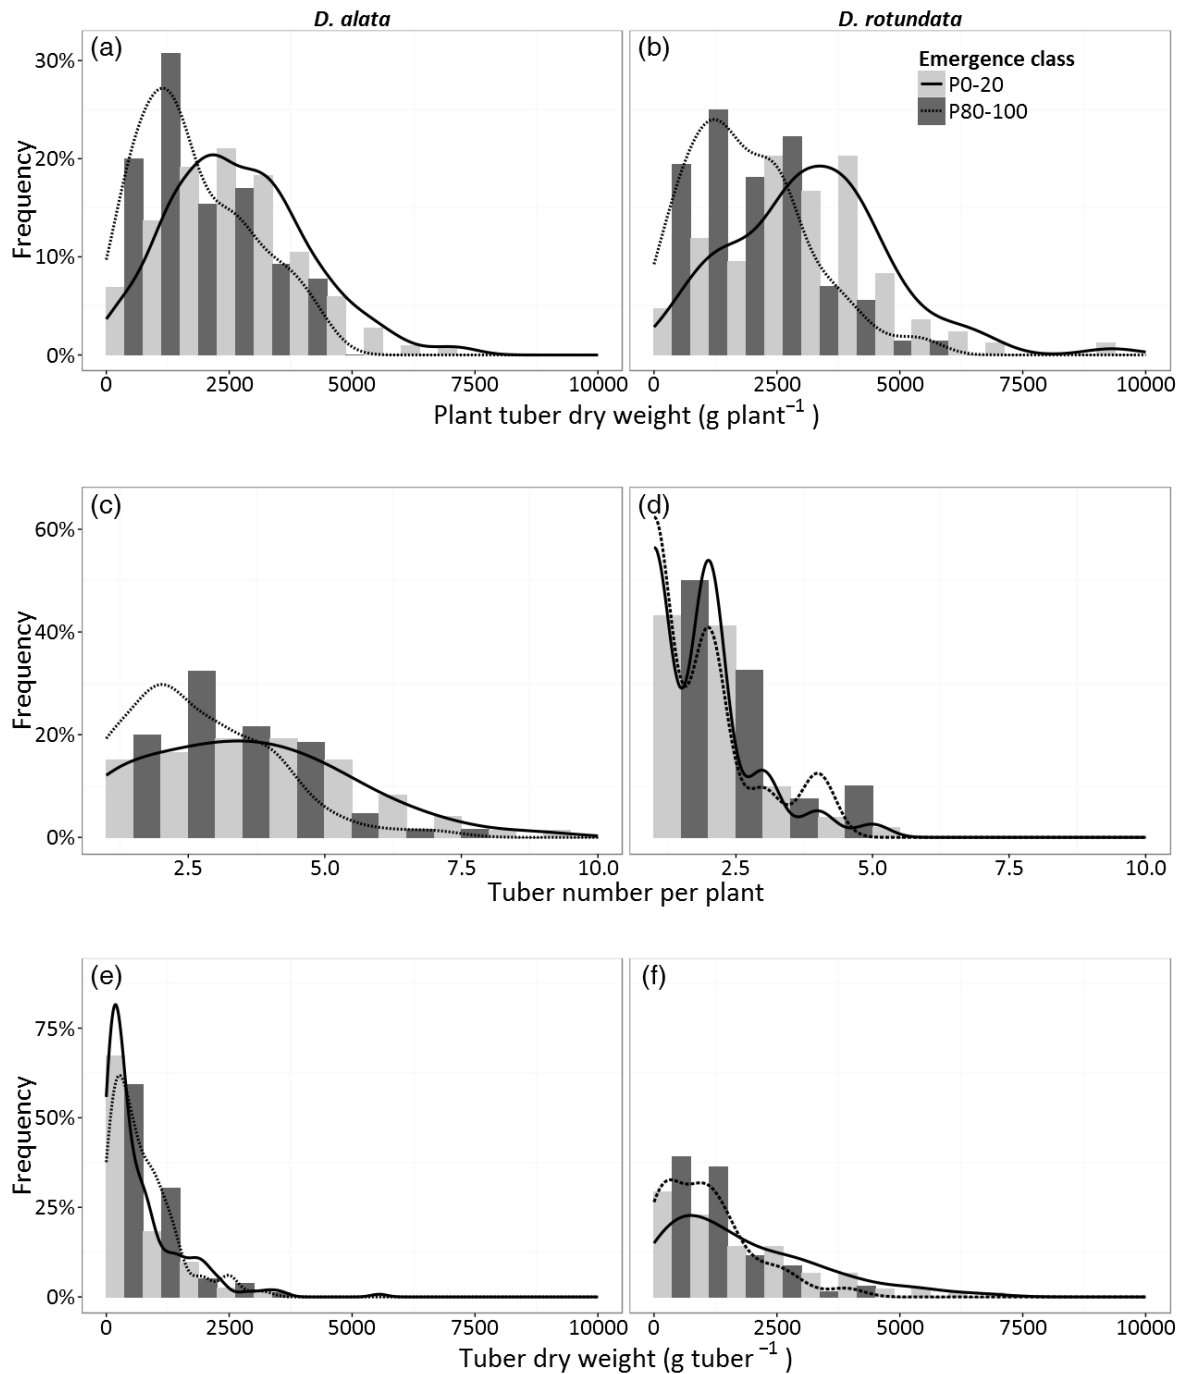 D. alata
D. rotundata
(a)
(b)
Emergence class
P0-20
P80-100
Frequency
30%
20%
10%
0%
0 2500 5000 7500 10000
0 2500 5000 7500 10000
Plant tuber dry weight (g plant⁻¹ )
(c)
(d)
Frequency
60%
40%
20%
0%
2.5 5.0 7.5 10.0
2.5 5.0 7.5 10.0
Tuber number per plant
(e)
(f)
Frequency
75%
50%
25%
0%
0 2500 5000 7500 10000
0 2500 5000 7500 10000
Tuber dry weight (g tuber ⁻¹ )